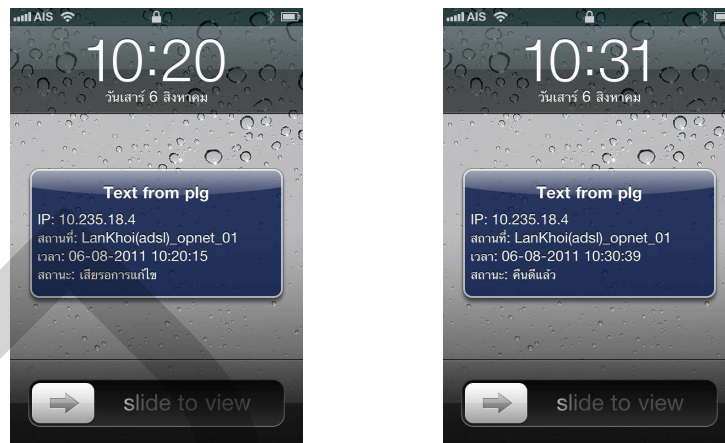 AIS
10:20
วันเสาร์ 6 สิงหาคม
Text from plg
IP: 10.235.18.4
สถานที่: LanKhoi(adsl)_opnet_01
เวลา: 06-08-2011 10:20:15
สถานะ: เสียรอการแก้ไข
slide to view
AIS
10:31
วันเสาร์ 6 สิงหาคม
Text from plg
IP: 10.235.18.4
สถานที่: LanKhoi(adsl)_opnet_01
เวลา: 06-08-2011 10:30:39
สถานะ: คืนดีแล้ว
slide to view